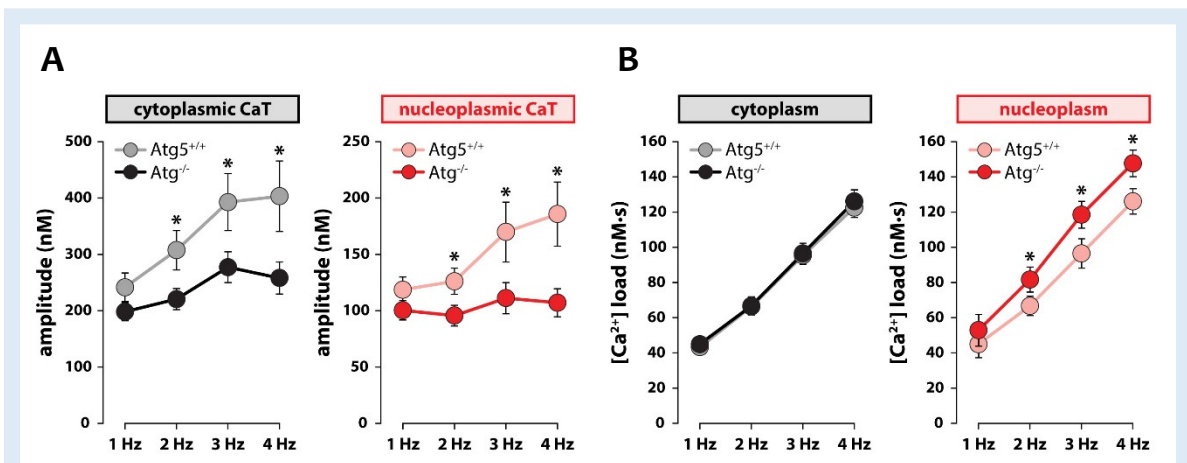 A
B
cytoplasmic CaT
nucleoplasmic CaT
cytoplasm
nucleoplasm
amplitude (nM)
500
400
300
200
100
0
Atg5+/+
Atg-/-
*
*
*
1 Hz 2 Hz 3 Hz 4 Hz
amplitude (nM)
250
200
150
100
50
0
Atg5+/+
Atg-/-
*
*
*
1 Hz 2 Hz 3 Hz 4 Hz
[Ca2+] load (nM·s)
160
140
120
100
80
60
40
20
0
Atg5+/+
Atg-/-
1 Hz 2 Hz 3 Hz 4 Hz
[Ca2+] load (nM·s)
160
140
120
100
80
60
40
20
0
Atg5+/+
Atg-/-
*
*
*
1 Hz 2 Hz 3 Hz 4 Hz